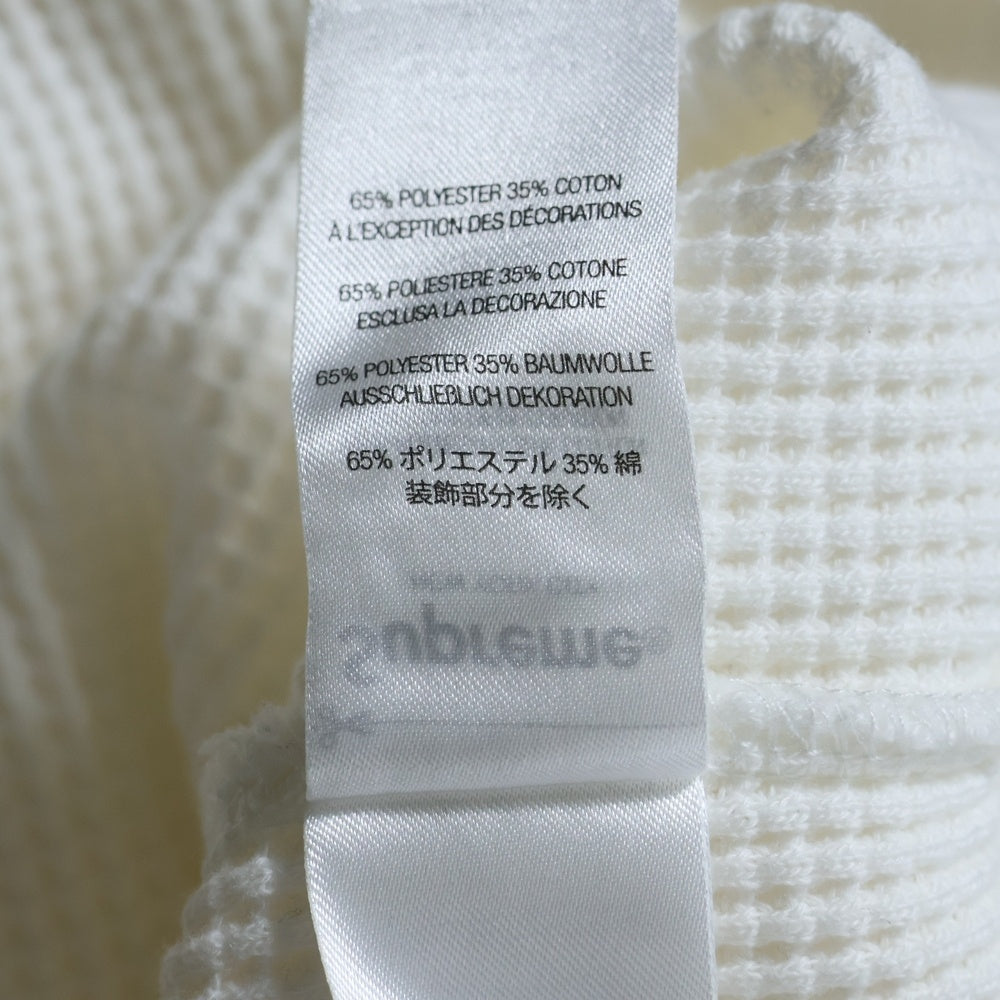 65% POLYESTER 35% COTON
À L'EXCEPTION DES DÉCORATIONS
65% POLIESTERE 35% COTONE
ESCLUSA LA DECORAZIONE
65% POLYESTER 35% BAUMWOLLE
AUSSCHLIEßLICH DEKORATION
65% ポリエステル 35% 綿
装飾部分を除く
Supreme